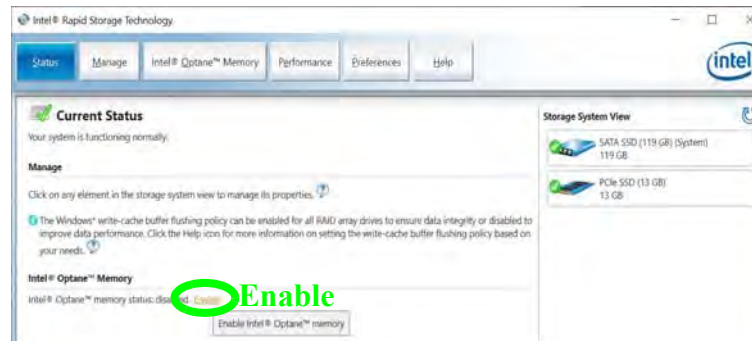 Intel® Rapid Storage Technology
Status
Manage
Intel® Optane™ Memory
Performance
Preferences
Help
intel
Current Status
Your system is functioning normally.
Manage
Click on any element in the storage system view to manage its properties.
The Windows* write-cache buffer flushing policy can be enabled for all RAID array drives to ensure data integrity or disabled to
improve data performance. Click the Help icon for more information on setting the write-cache buffer flushing policy based on
your needs.
Intel® Optane™ Memory
Intel® Optane™ memory status: disabled. Enable
Enable
Enable Intel® Optane™ memory
Storage System View
SATA SSD (119 GB) (System)
119 GB
PCIe SSD (13 GB)
13 GB